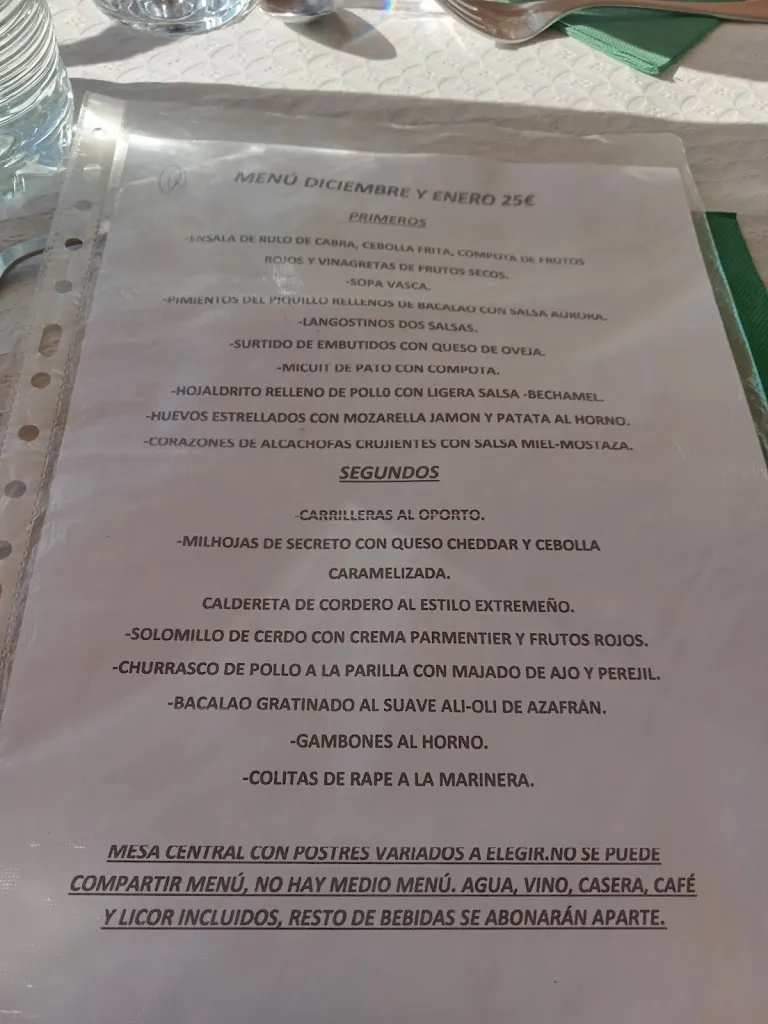 MENÚ DICIEMBRE Y ENERO 25€
PRIMEROS
-ENSALA DE RULO DE CABRA, CEBOLLA FRITA, COMPOTA DE FRUTOS
ROJOS Y VINAGRETAS DE FRUTOS SECOS.
-SOPA VASCA.
-PIMIENTOS DEL PIQUILLO RELLENOS DE BACALAO CON SALSA AURORA.
-LANGOSTINOS DOS SALSAS.
-SURTIDO DE EMBUTIDOS CON QUESO DE OVEJA.
-MICUIT DE PATO CON COMPOTA.
-HOJALDRITO RELLENO DE POLLO CON LIGERA SALSA -BECHAMEL.
-HUEVOS ESTRELLADOS CON MOZARELLA JAMON Y PATATA AL HORNO.
-CORAZONES DE ALCACHOFAS CRUJIENTES CON SALSA MIEL-MOSTAZA.
SEGUNDOS
-CARRILLERAS AL OPORTO.
-MILHOJAS DE SECRETO CON QUESO CHEDDAR Y CEBOLLA
CARAMELIZADA.
CALDERETA DE CORDERO AL ESTILO EXTREMEÑO.
-SOLOMILLO DE CERDO CON CREMA PARMENTIER Y FRUTOS ROJOS.
-CHURRASCO DE POLLO A LA PARILLA CON MAJADO DE AJO Y PEREJIL.
-BACALAO GRATINADO AL SUAVE ALI-OLI DE AZAFRÁN.
-GAMBONES AL HORNO.
-COLITAS DE RAPE A LA MARINERA.
MESA CENTRAL CON POSTRES VARIADOS A ELEGIR.NO SE PUEDE
COMPARTIR MENÚ, NO HAY MEDIO MENÚ. AGUA, VINO, CASERA, CAFÉ
Y LICOR INCLUIDOS, RESTO DE BEBIDAS SE ABONARÁN APARTE.